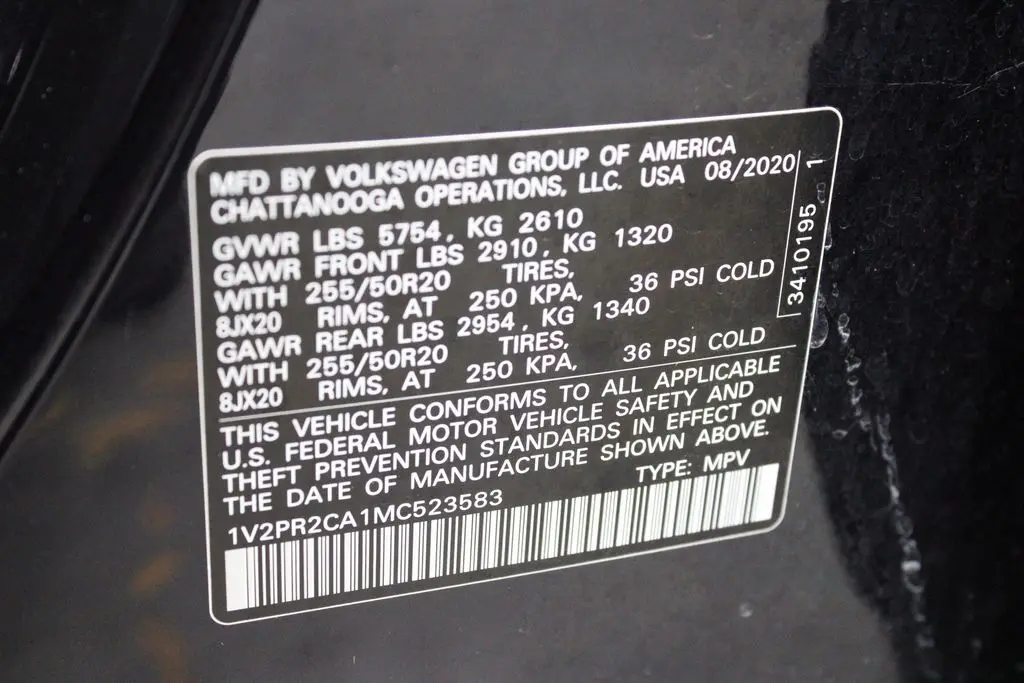 MFD BY VOLKSWAGEN GROUP OF AMERICA
CHATTANOOGA OPERATIONS, LLC. USA 08/2020
GVWR LBS 5754, KG 2610
GAWR FRONT LBS 2910, KG 1320
WITH 255/50R20 TIRES,
8JX20 RIMS, AT 250 KPA, 36 PSI COLD
GAWR REAR LBS 2954, KG 1340
WITH 255/50R20 TIRES,
8JX20 RIMS, AT 250 KPA, 36 PSI COLD
3410195 1
THIS VEHICLE CONFORMS TO ALL APPLICABLE
U.S. FEDERAL MOTOR VEHICLE SAFETY AND
THEFT PREVENTION STANDARDS IN EFFECT ON
THE DATE OF MANUFACTURE SHOWN ABOVE.
1V2PR2CA1MC523583 TYPE: MPV